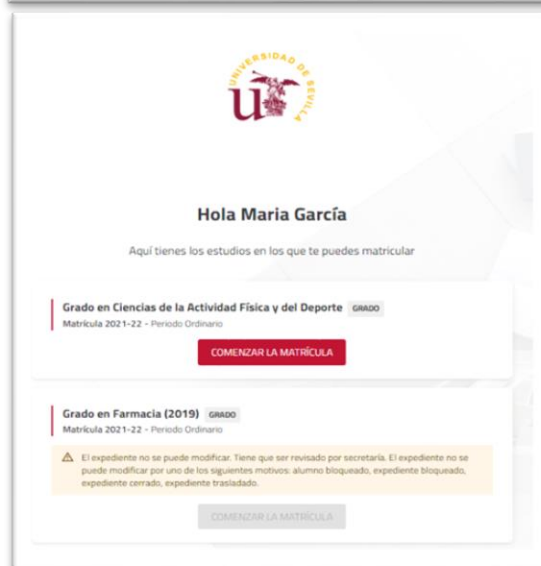 UNIVERSIDAD DE SEVILLA
Hola Maria García
Aquí tienes los estudios en los que te puedes matricular
Grado en Ciencias de la Actividad Física y del Deporte GRADO
Matrícula 2021-22 - Periodo Ordinario
COMENZAR LA MATRÍCULA
Grado en Farmacia (2019) GRADO
Matrícula 2021-22 - Periodo Ordinario
El expediente no se puede modificar. Tiene que ser revisado por secretaría. El expediente no se
puede modificar por uno de los siguientes motivos: alumno bloqueado, expediente bloqueado,
expediente cerrado, expediente trasladado.
COMENZAR LA MATRÍCULA